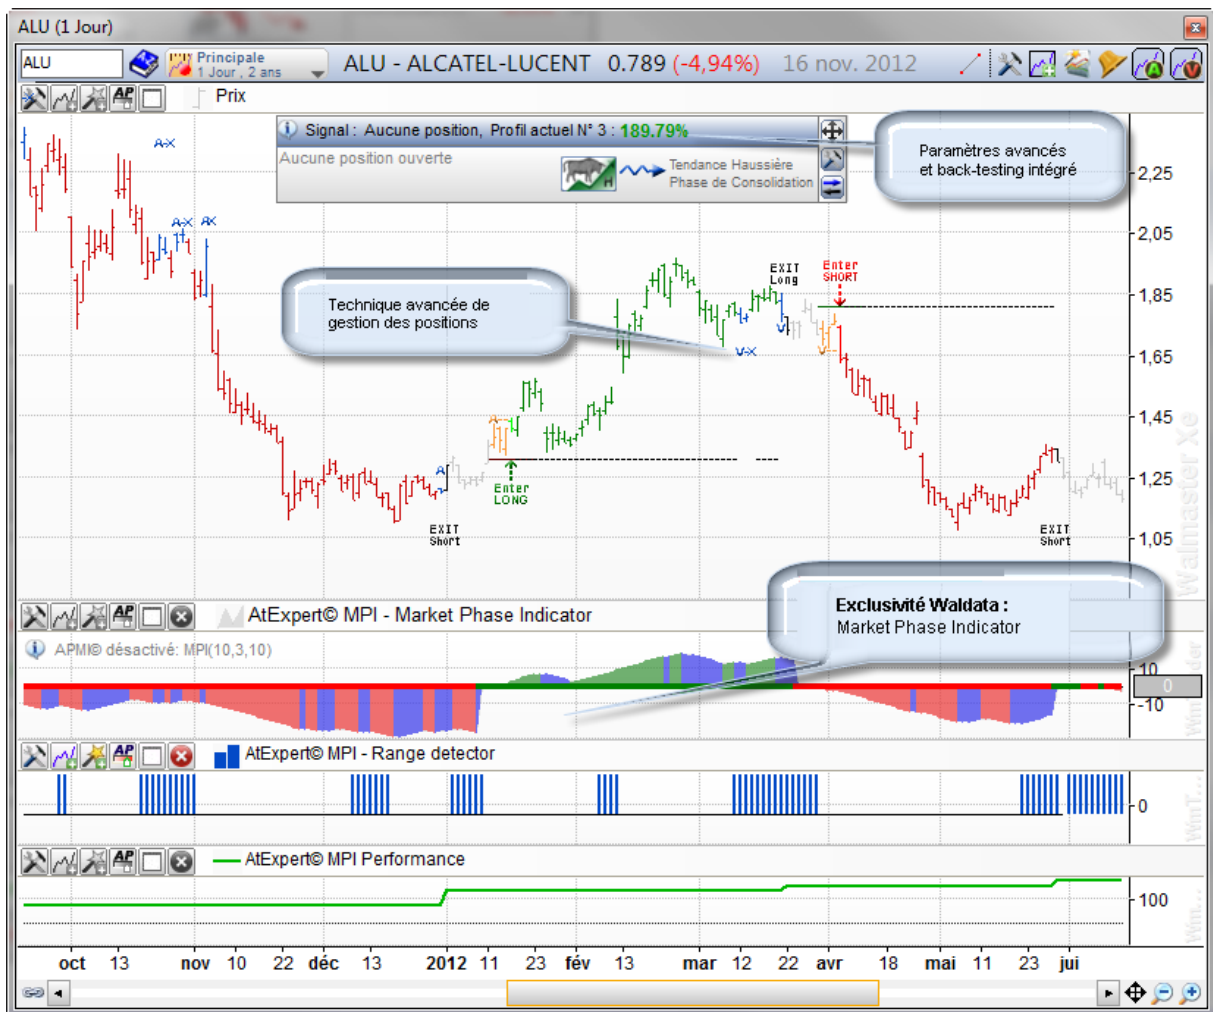 ALU (1 Jour)
ALU
Principale
1 Jour, 2 ans
ALU - ALCATEL-LUCENT 0.789 (-4,94%) 16 nov. 2012
Prix
Signal : Aucune position, Profil actuel N° 3 : 189.79%
Aucune position ouverte
Tendance Haussière
Phase de Consolidation
H
Paramètres avancés
et back-testing intégré
Technique avancée de
gestion des positions
A-X
A-X AX
EXIT
Long
Enter
SHORT
V
V-X
V
A
A
Enter
LONG
EXIT
Short
EXIT
Short
2,25
2,05
1,85
1,65
1,45
1,25
1,05
Walmaster Xe
AP
AtExpert© MPI - Market Phase Indicator
Exclusivité Waldata :
Market Phase Indicator
APMI© désactivé: MPI(10,3,10)
10
0
-10
AP
AtExpert© MPI - Range detector
0
WmT...
AP
AtExpert© MPI Performance
100
Wm...
oct 13 nov 10 22 déc 13 2012 11 23 fév 13 mar 12 22 avr 18 mai 11 23 jui